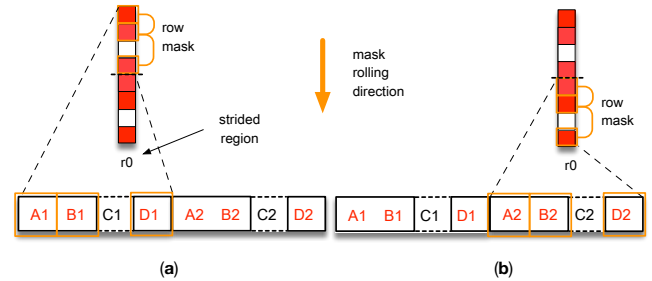 row
mask
mask
rolling
direction
row
mask
strided
region
r0
r0
A1 B1 C1 D1 A2 B2 C2 D2
A1 B1 C1 D1 A2 B2 C2 D2
(a)
(b)